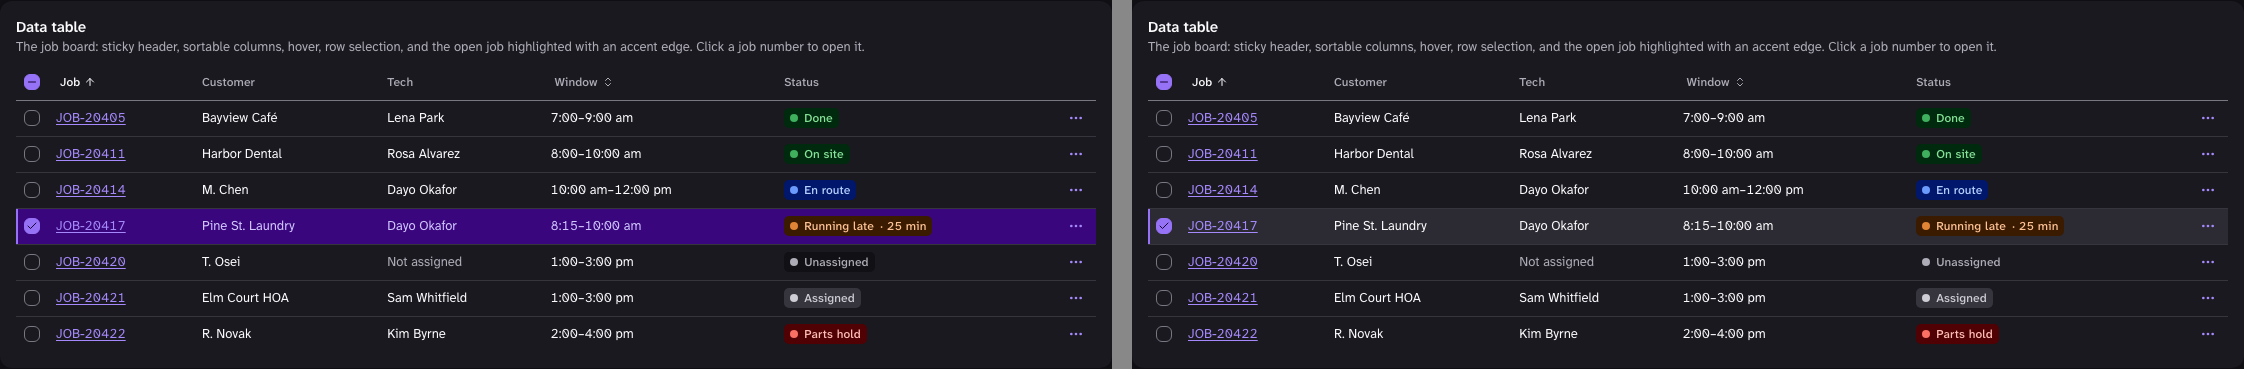 Data table
The job board: sticky header, sortable columns, hover, row selection, and the open job highlighted with an accent edge. Click a job number to open it.
Job ↑ Customer Tech Window Status
JOB-20405 Bayview Café Lena Park 7:00–9:00 am Done
JOB-20411 Harbor Dental Rosa Alvarez 8:00–10:00 am On site
JOB-20414 M. Chen Dayo Okafor 10:00 am–12:00 pm En route
JOB-20417 Pine St. Laundry Dayo Okafor 8:15–10:00 am Running late · 25 min
JOB-20420 T. Osei Not assigned 1:00–3:00 pm Unassigned
JOB-20421 Elm Court HOA Sam Whitfield 1:00–3:00 pm Assigned
JOB-20422 R. Novak Kim Byrne 2:00–4:00 pm Parts hold
Data table
The job board: sticky header, sortable columns, hover, row selection, and the open job highlighted with an accent edge. Click a job number to open it.
Job ↑ Customer Tech Window Status
JOB-20405 Bayview Café Lena Park 7:00–9:00 am Done
JOB-20411 Harbor Dental Rosa Alvarez 8:00–10:00 am On site
JOB-20414 M. Chen Dayo Okafor 10:00 am–12:00 pm En route
JOB-20417 Pine St. Laundry Dayo Okafor 8:15–10:00 am Running late · 25 min
JOB-20420 T. Osei Not assigned 1:00–3:00 pm Unassigned
JOB-20421 Elm Court HOA Sam Whitfield 1:00–3:00 pm Assigned
JOB-20422 R. Novak Kim Byrne 2:00–4:00 pm Parts hold